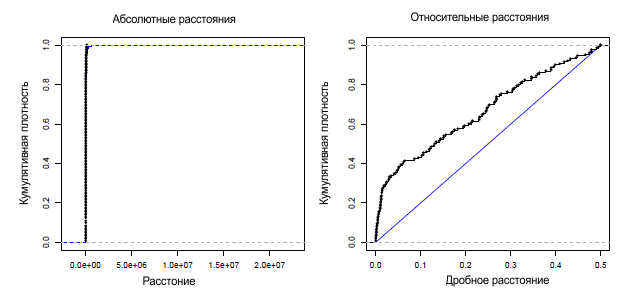 Абсолютные расстояния
Кумулятивная плотность
1.0
0.8
0.6
0.4
0.2
0.0
0.0e+00 5.0e+06 1.0e+07 1.5e+07 2.0e+07
Расстоние
Относительные расстояния
Кумулятивная плотность
1.0
0.8
0.6
0.4
0.2
0.0
0.0 0.1 0.2 0.3 0.4 0.5
Дробное расстояние